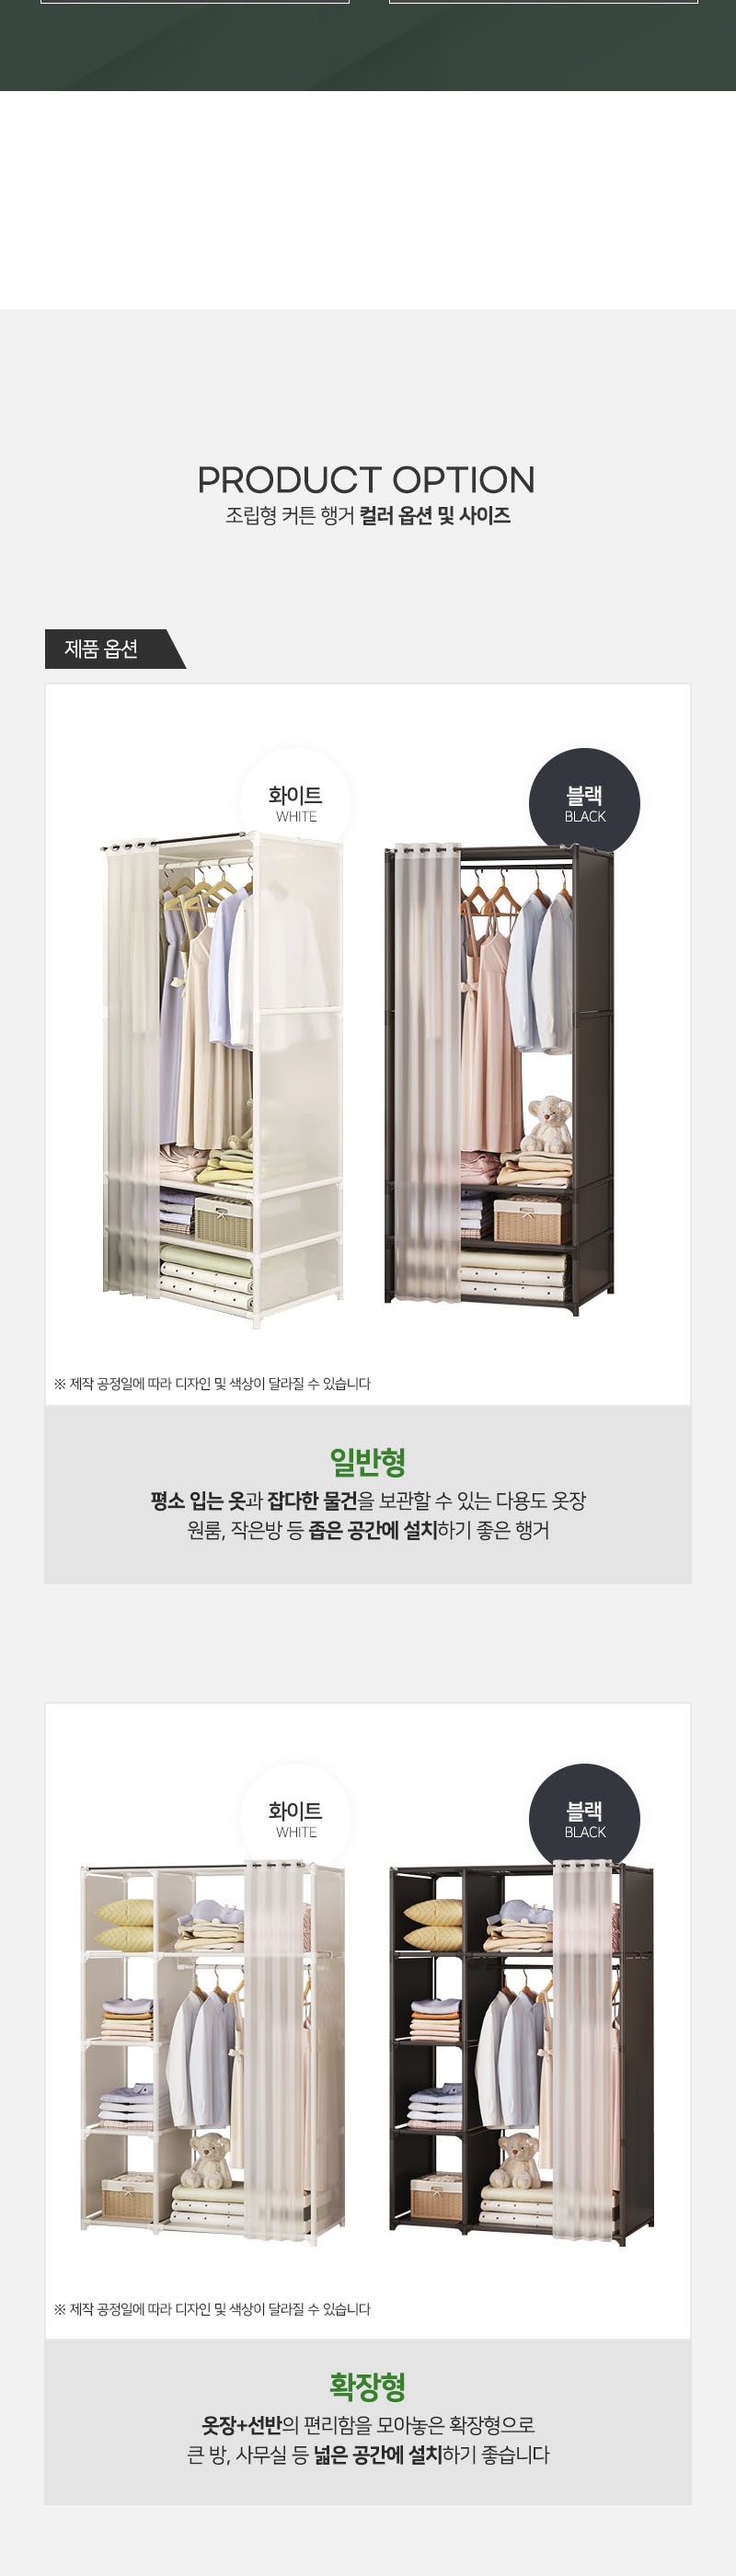 PRODUCT OPTION
조립형 커튼 행거 컬러 옵션 및 사이즈
제품 옵션
화이트
WHITE
블랙
BLACK
※ 제작 공정일에 따라 디자인 및 색상이 달라질 수 있습니다
일반형
평소 입는 옷과 잡다한 물건을 보관할 수 있는 다용도 옷장
원룸, 작은방 등 좁은 공간에 설치하기 좋은 행거
화이트
WHITE
블랙
BLACK
※ 제작 공정일에 따라 디자인 및 색상이 달라질 수 있습니다
확장형
옷장+선반의 편리함을 모아놓은 확장형으로
큰 방, 사무실 등 넓은 공간에 설치하기 좋습니다